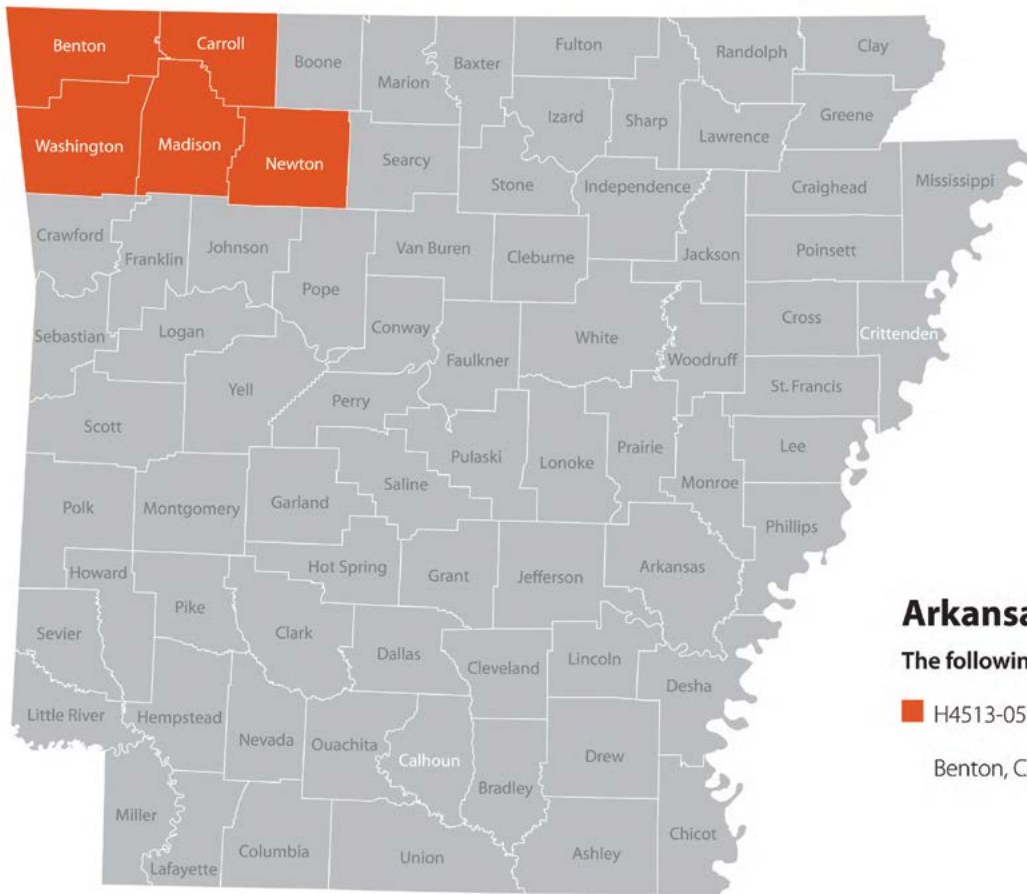 Benton
Carroll
Boone
Marion
Baxter
Fulton
Randolph
Clay
Washington
Madison
Newton
Searcy
Stone
Izard
Sharp
Lawrence
Greene
Independence
Craighead
Mississippi
Crawford
Franklin
Johnson
Pope
Van Buren
Cleburne
Jackson
Poinsett
Sebastian
Logan
Conway
Faulkner
White
Woodruff
Cross
Crittenden
St. Francis
Yell
Perry
Scott
Pulaski
Lonoke
Prairie
Monroe
Lee
Saline
Garland
Polk
Montgomery
Phillips
Hot Spring
Grant
Jefferson
Arkansas
Howard
Pike
Sevier
Clark
Dallas
Cleveland
Lincoln
Desha
Little River
Hempstead
Nevada
Ouachita
Calhoun
Bradley
Drew
Miller
Lafayette
Columbia
Union
Ashley
Chicot
Arkansa
The followin
H4513-05
Benton, C